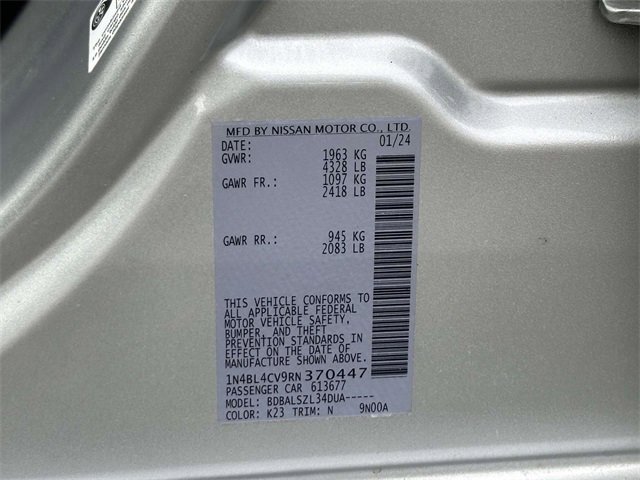 MFD BY NISSAN MOTOR CO., LTD.
DATE: 01/24
GVWR: 1963 KG
4328 LB
GAWR FR.: 1097 KG
2418 LB
GAWR RR.: 945 KG
2083 LB
THIS VEHICLE CONFORMS TO
ALL APPLICABLE FEDERAL
MOTOR VEHICLE SAFETY,
BUMPER, AND THEFT
PREVENTION STANDARDS IN
EFFECT ON THE DATE OF
MANUFACTURE SHOWN ABOVE.
1N4BL4CV9RN370447
PASSENGER CAR 613677
MODEL: BDBALSZL34DUA-----
COLOR: K23 TRIM: N 9N00A